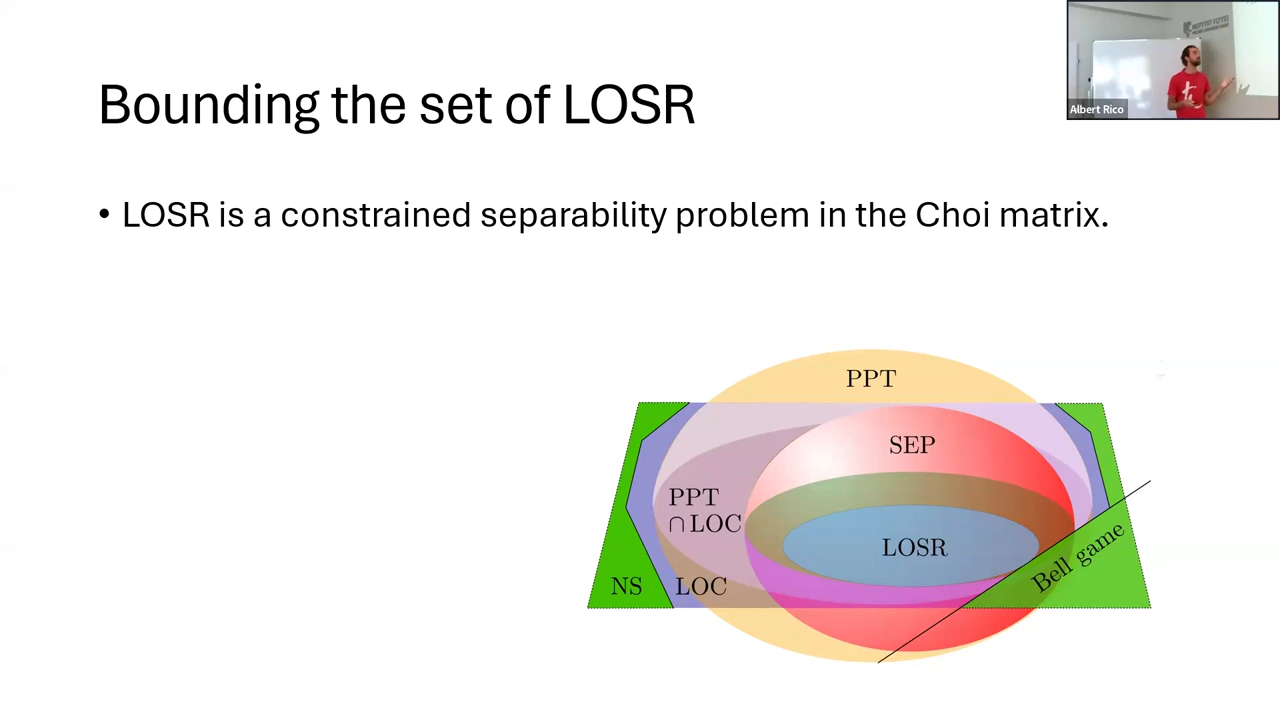 Bounding the set of LOSR
• LOSR is a constrained separability problem in the Choi matrix.
PPT
SEP
PPT
∩ LOC
LOSR
NS
LOC
Bell game
Albert Rico